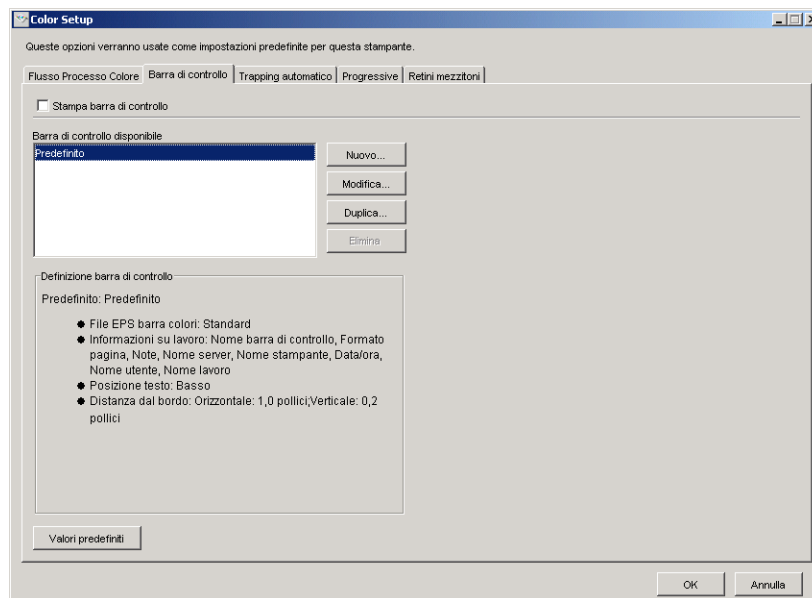 Color Setup
Queste opzioni verranno usate come impostazioni predefinite per questa stampante.
Flusso Processo Colore
Barra di controllo
Trapping automatico
Progressive
Retini mezzitoni
Stampa barra di controllo
Barra di controllo disponibile
Predefinito
Nuovo...
Modifica...
Duplica...
Elimina
Definizione barra di controllo
Predefinito: Predefinito
File EPS barra colori: Standard
Informazioni su lavoro: Nome barra di controllo, Formato
pagina, Note, Nome server, Nome stampante, Data/ora,
Nome utente, Nome lavoro
Posizione testo: Basso
Distanza dal bordo: Orizzontale: 1,0 pollici;Verticale: 0,2
pollici
Valori predefiniti
OK
Annulla